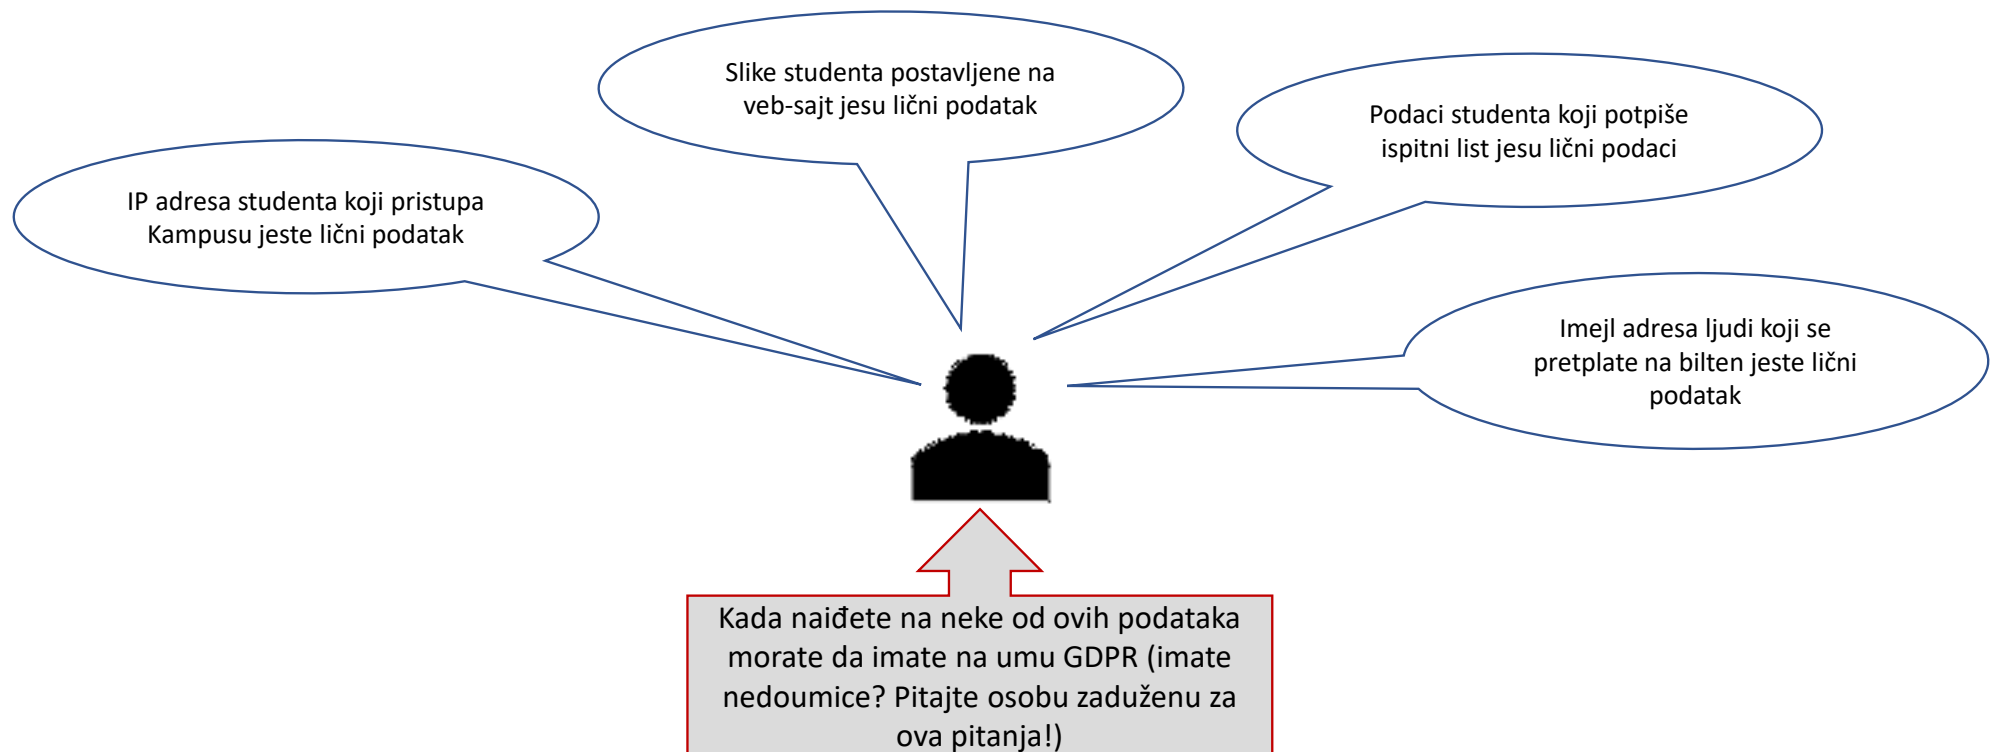 Slike studenta postavljene na
veb-sajt jesu lični podatak
Podaci studenta koji potpiše
ispitni list jesu lični podaci
IP adresa studenta koji pristupa
Kampusu jeste lični podatak
Imejl adresa ljudi koji se
pretplate na bilten jeste lični
podatak
Kada naiđete na neke od ovih podataka
morate da imate na umu GDPR (imate
nedoumice? Pitajte osobu zaduženu za
ova pitanja!)